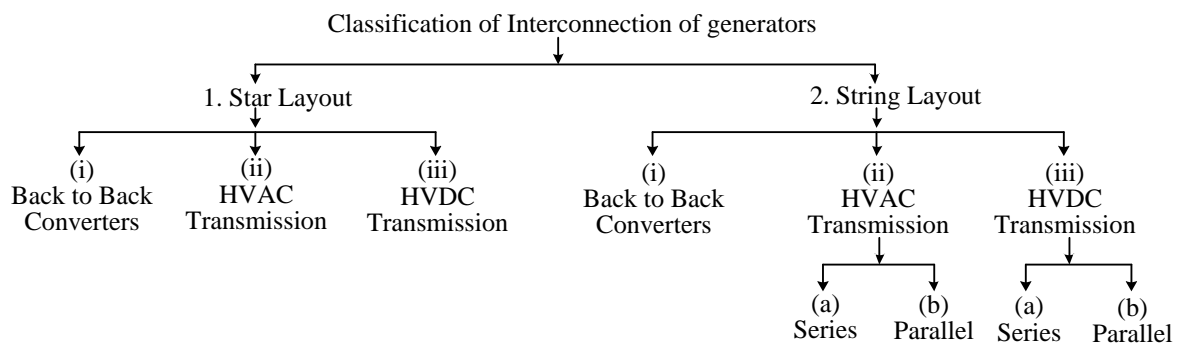 Classification of Interconnection of generators
1. Star Layout
2. String Layout
(i)
Back to Back
Converters
(ii)
HVAC
Transmission
(iii)
HVDC
Transmission
(i)
Back to Back
Converters
(ii)
HVAC
Transmission
(iii)
HVDC
Transmission
(a)
Series
(b)
Parallel
(a)
Series
(b)
Parallel